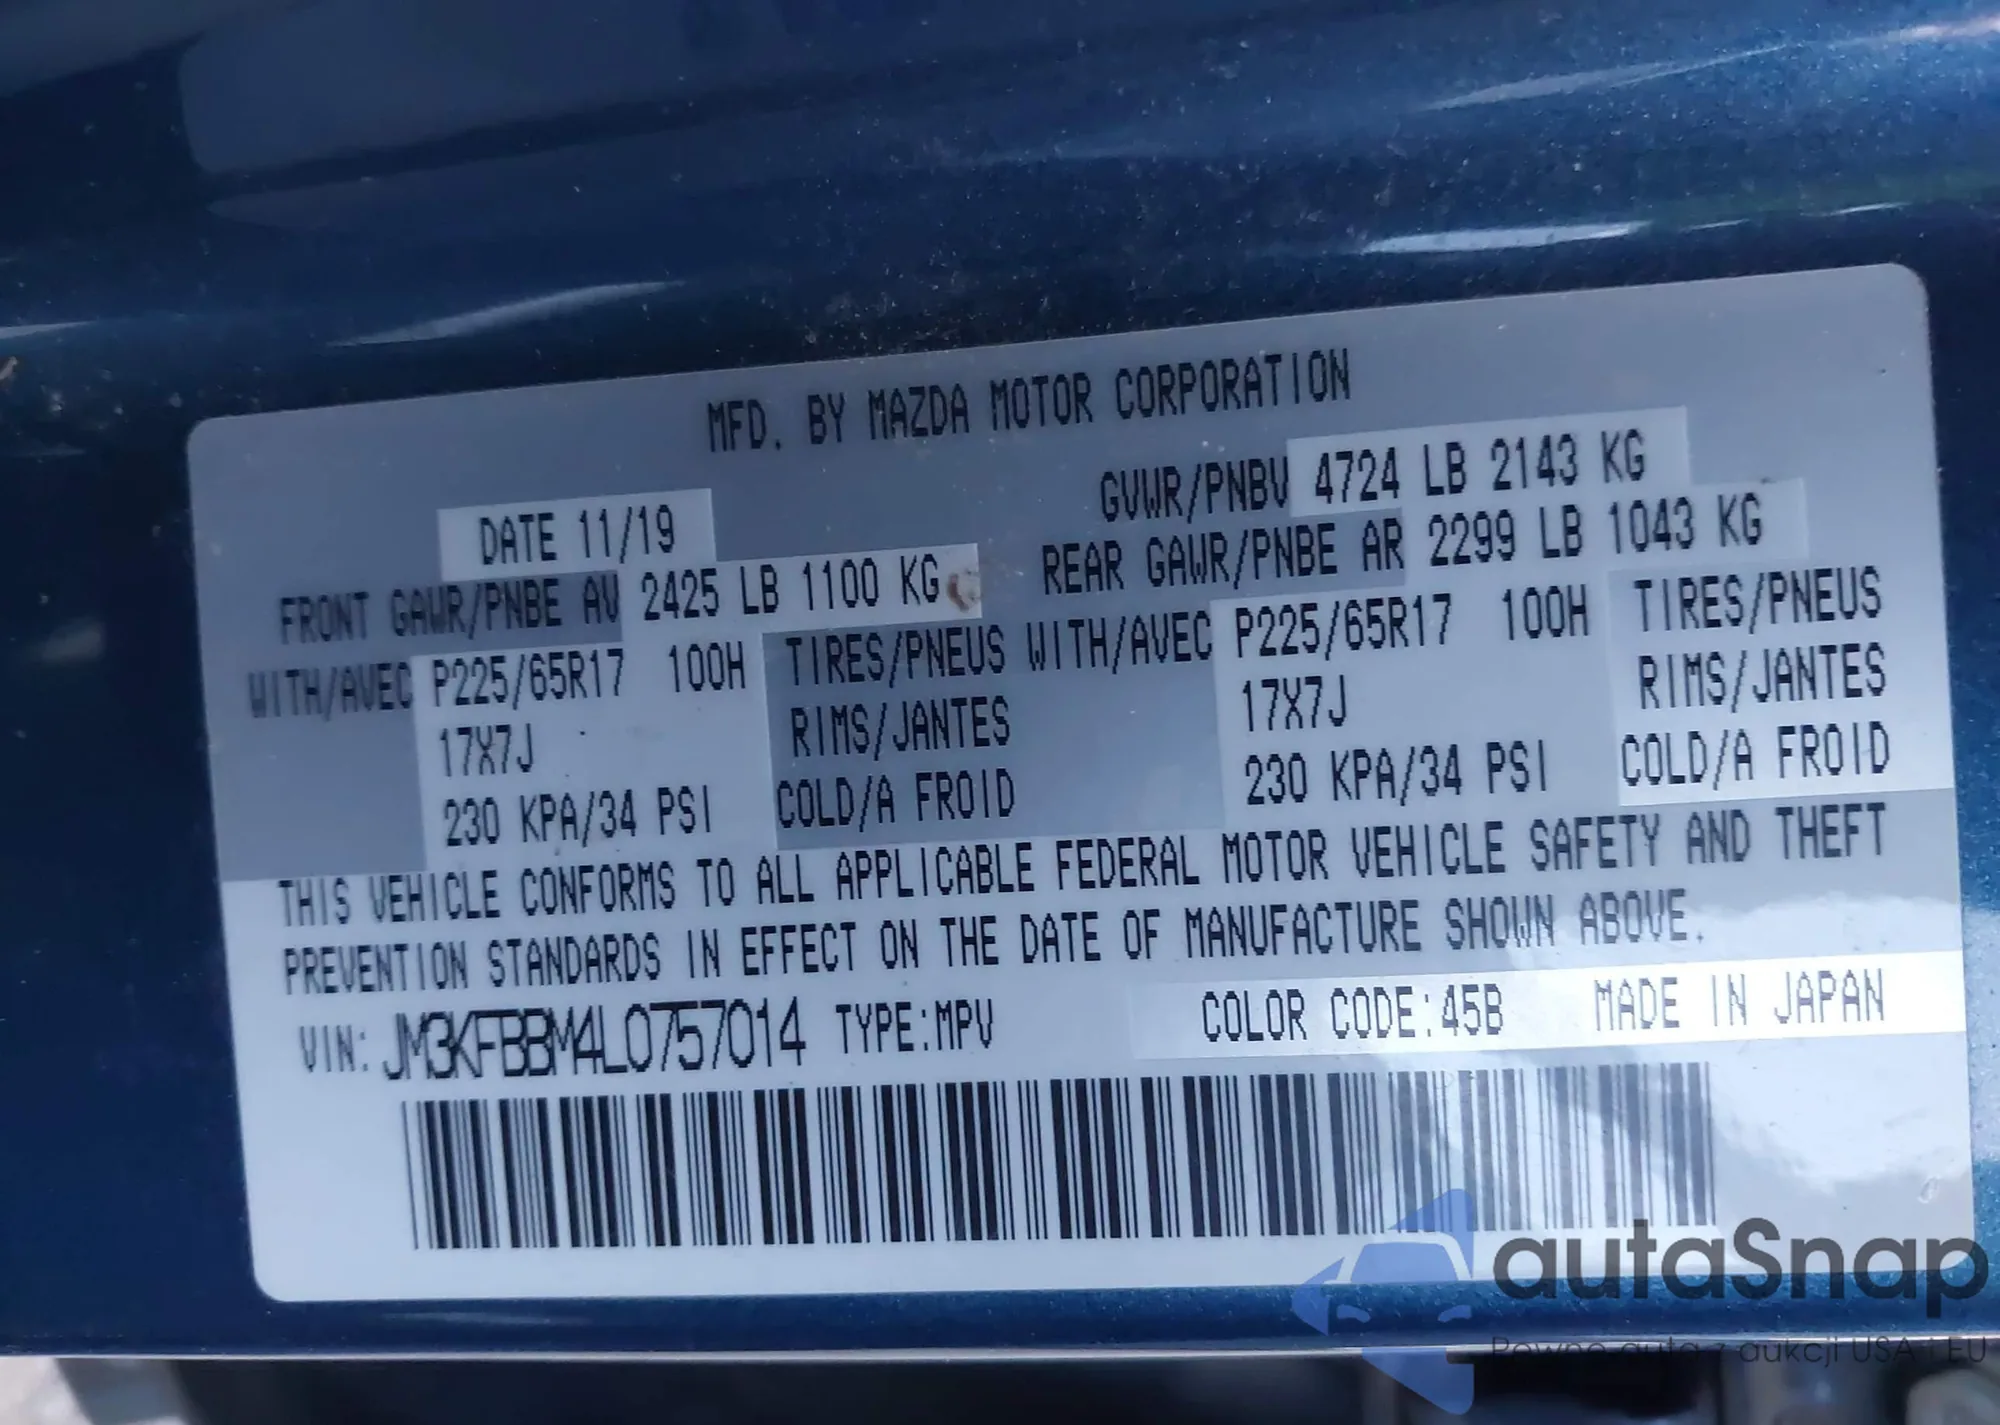 MFD. BY MAZDA MOTOR CORPORATION
DATE 11/19
GVWR/PNBV 4724 LB 2143 KG
FRONT GAWR/PNBE AV 2425 LB 1100 KG
REAR GAWR/PNBE AR 2299 LB 1043 KG
WITH/AVEC P225/65R17 100H TIRES/PNEUS WITH/AVEC P225/65R17 100H TIRES/PNEUS
17X7J RIMS/JANTES 17X7J RIMS/JANTES
230 KPA/34 PSI COLD/A FROID 230 KPA/34 PSI COLD/A FROID
THIS VEHICLE CONFORMS TO ALL APPLICABLE FEDERAL MOTOR VEHICLE SAFETY AND THEFT
PREVENTION STANDARDS IN EFFECT ON THE DATE OF MANUFACTURE SHOWN ABOVE.
VIN: JM3KFBBM4L0757014 TYPE:MPV COLOR CODE:45B MADE IN JAPAN
autaSnap
Pewne auta z aukcji USA i EU